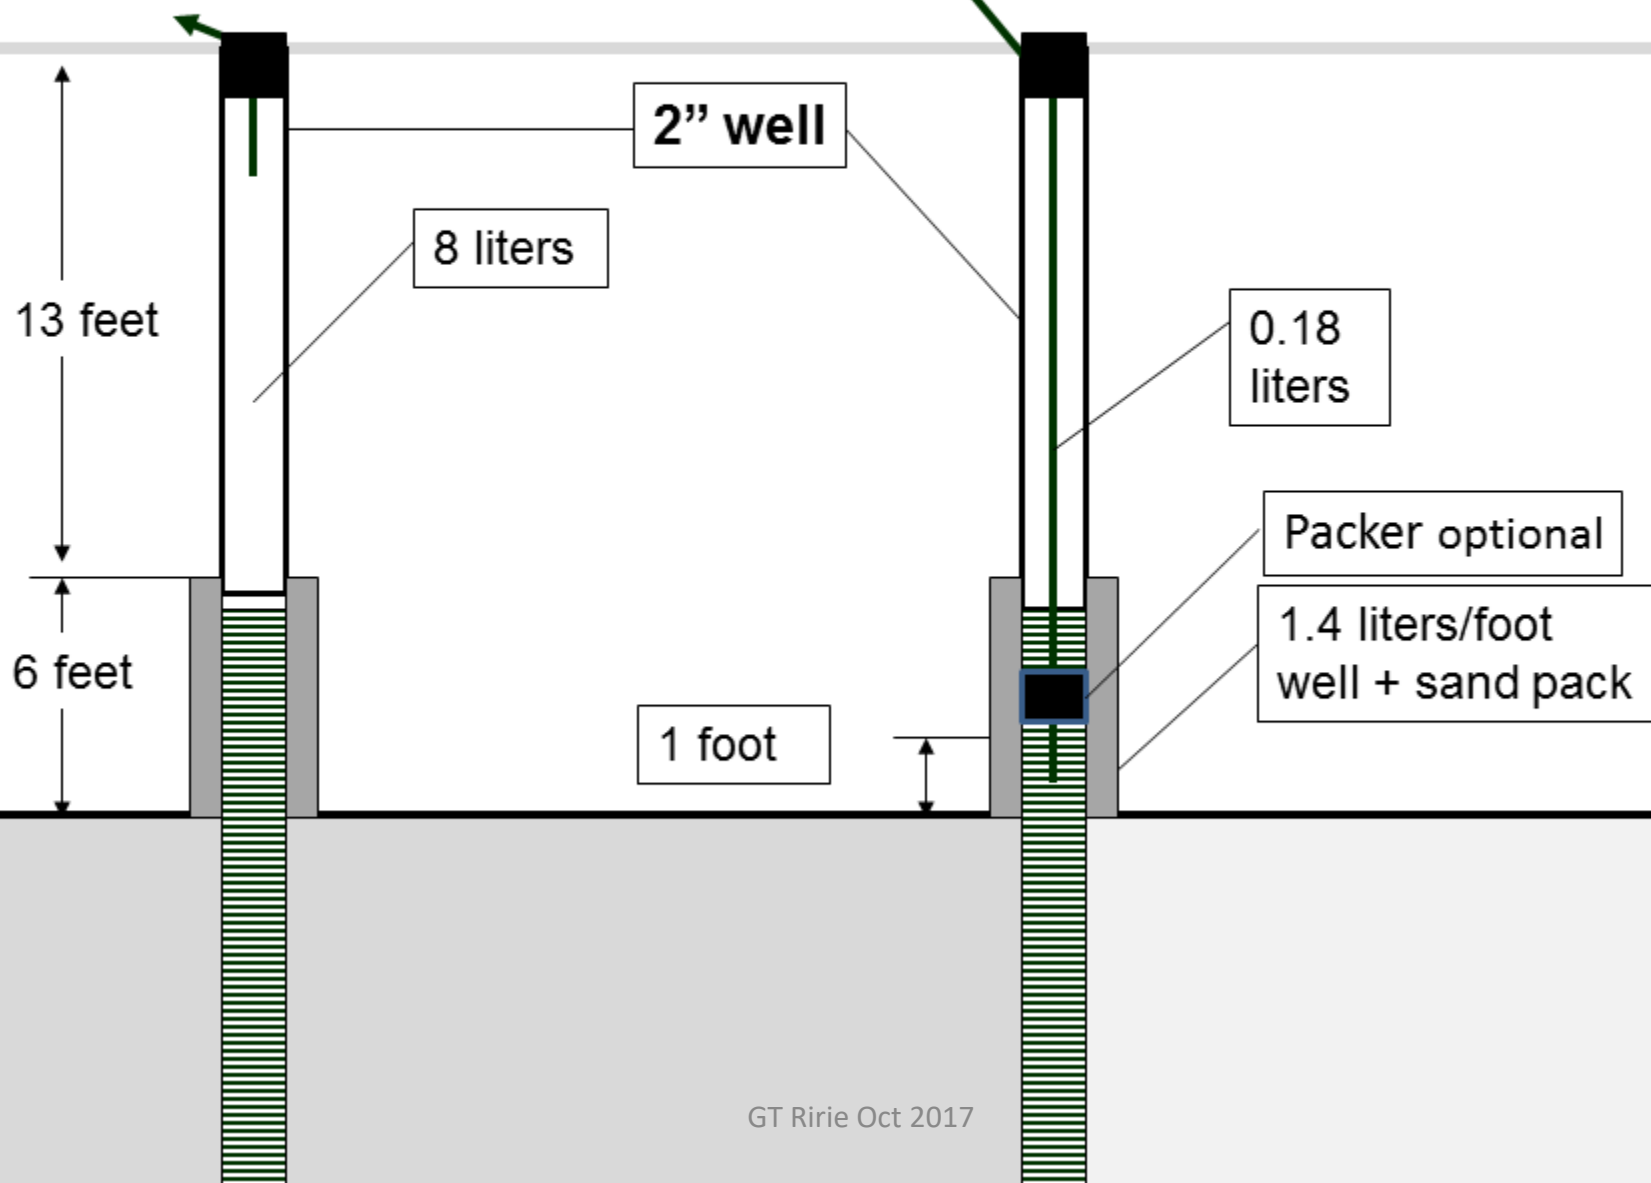 2” well
8 liters
13 feet
0.18
liters
Packer optional
1.4 liters/foot
well + sand pack
6 feet
1 foot
GT Ririe Oct 2017